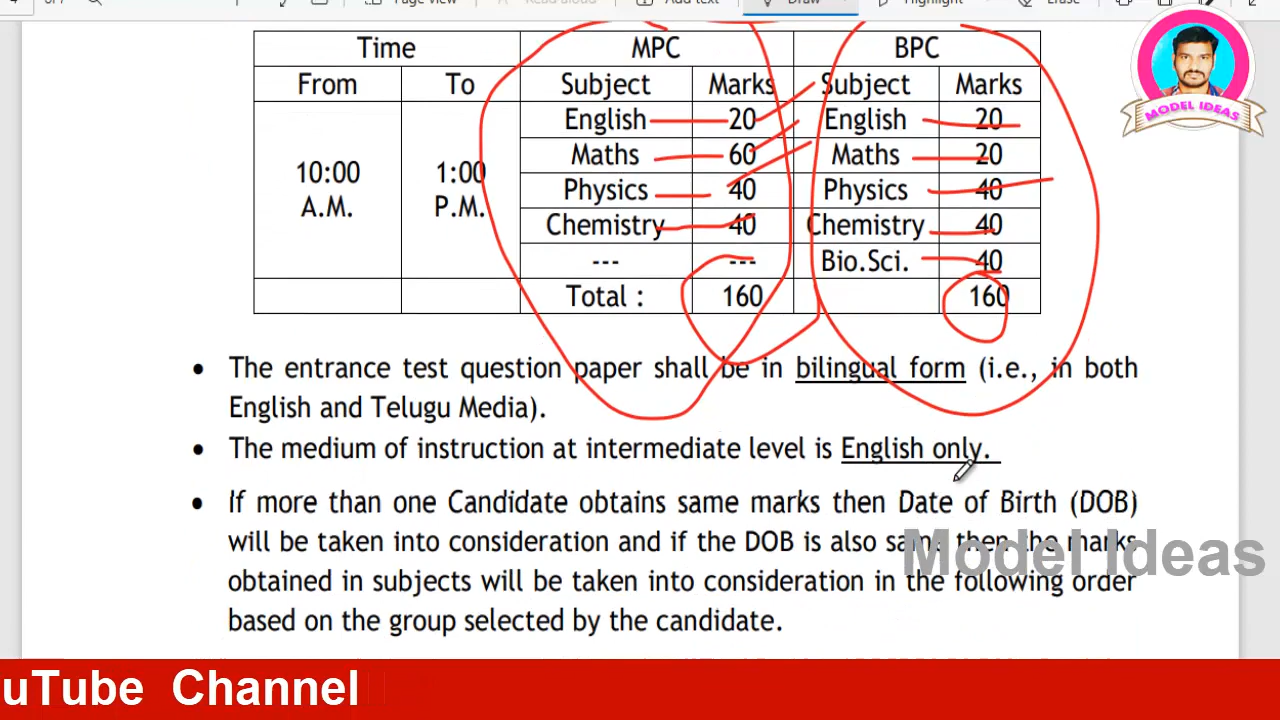 Page view
Read aloud
Add text
Draw
Highlight
Erase
Time MPC BPC
From To Subject Marks Subject Marks
10:00 A.M. 1:00 P.M. English 20 English 20
Maths 60 Maths 20
Physics 40 Physics 40
Chemistry 40 Chemistry 40
--- --- Bio.Sci. 40
Total : 160 160
MODEL IDEAS
• The entrance test question paper shall be in bilingual form (i.e., in both
English and Telugu Media).
• The medium of instruction at intermediate level is English only.
• If more than one Candidate obtains same marks then Date of Birth (DOB)
will be taken into consideration and if the DOB is also same then the marks
obtained in subjects will be taken into consideration in the following order
based on the group selected by the candidate.
Model Ideas
uTube Channel